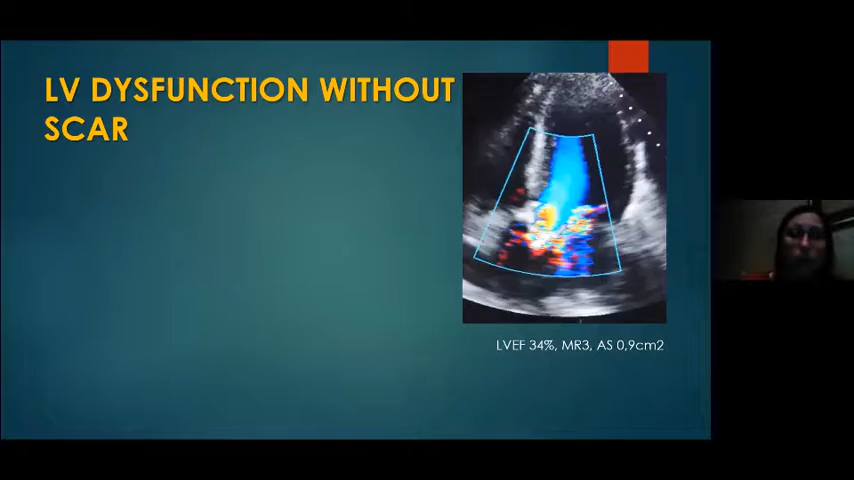 LV DYSFUNCTION WITHOUT
SCAR
LVEF 34%, MR3, AS 0,9cm2